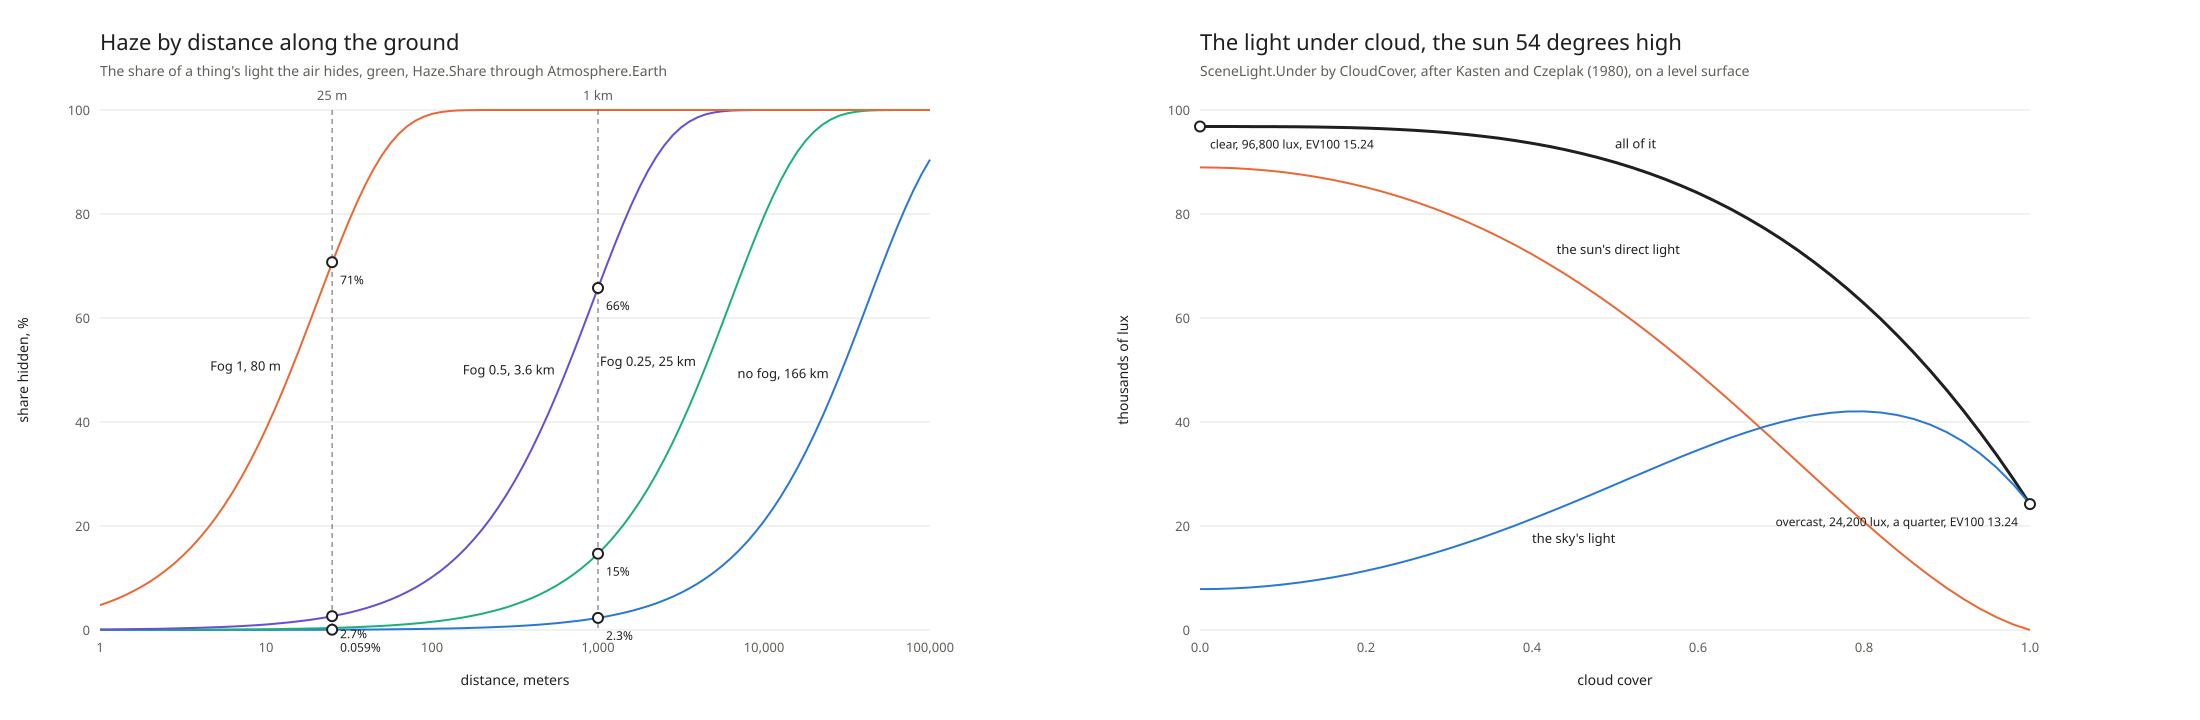 Haze by distance along the ground
The share of a thing's light the air hides, green, Haze.Share through Atmosphere.Earth
25 m
1 km
100
80
60
40
20
0
share hidden, %
71%
66%
Fog 1, 80 m
Fog 0.5, 3.6 km
Fog 0.25, 25 km
no fog, 166 km
15%
2.7%
0.059%
2.3%
1
10
100
1,000
10,000
100,000
distance, meters
The light under cloud, the sun 54 degrees high
SceneLight.Under by CloudCover, after Kasten and Czeplak (1980), on a level surface
100
80
60
40
20
0
thousands of lux
clear, 96,800 lux, EV100 15.24
all of it
the sun's direct light
overcast, 24,200 lux, a quarter, EV100 13.24
the sky's light
0.0
0.2
0.4
0.6
0.8
1.0
cloud cover